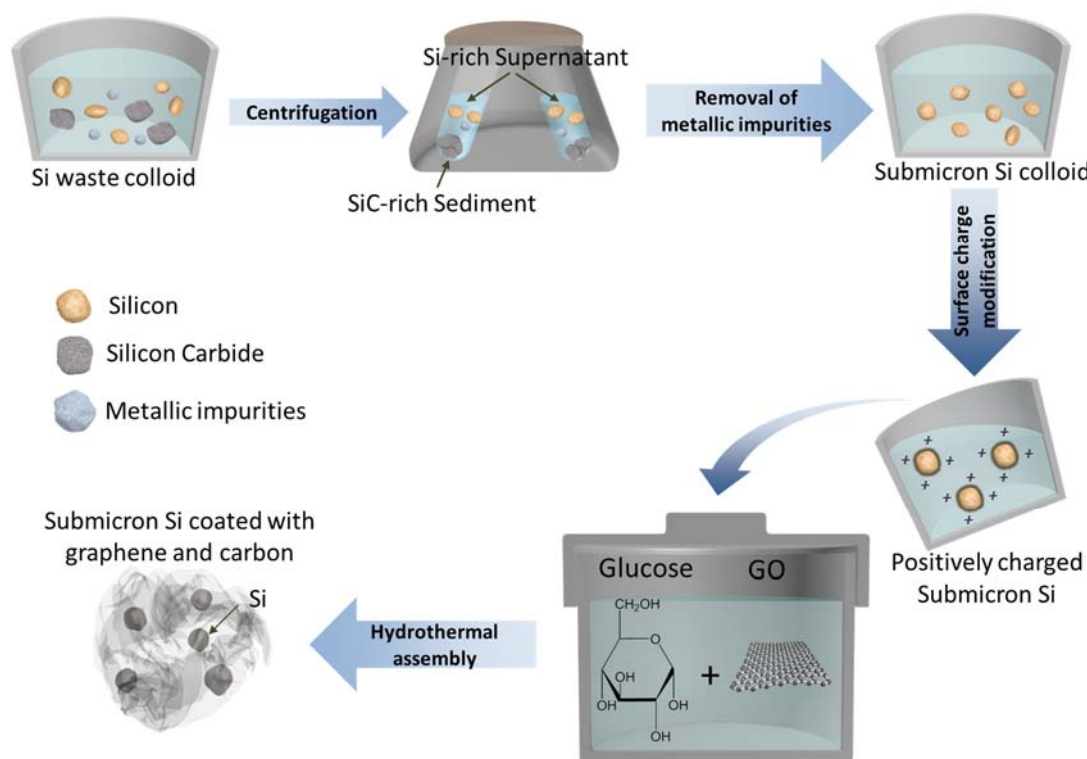 Si waste colloid
Centrifugation
Si-rich Supernatant
SiC-rich Sediment
Removal of
metallic impurities
Submicron Si colloid
Surface charge
modification
Silicon
Silicon Carbide
Metallic impurities
+ + + + + + + + + + +
Positively charged
Submicron Si
Glucose GO
CH₂OH
O
OH
OH
OH
OH
+
Hydrothermal
assembly
Submicron Si coated with
graphene and carbon
Si